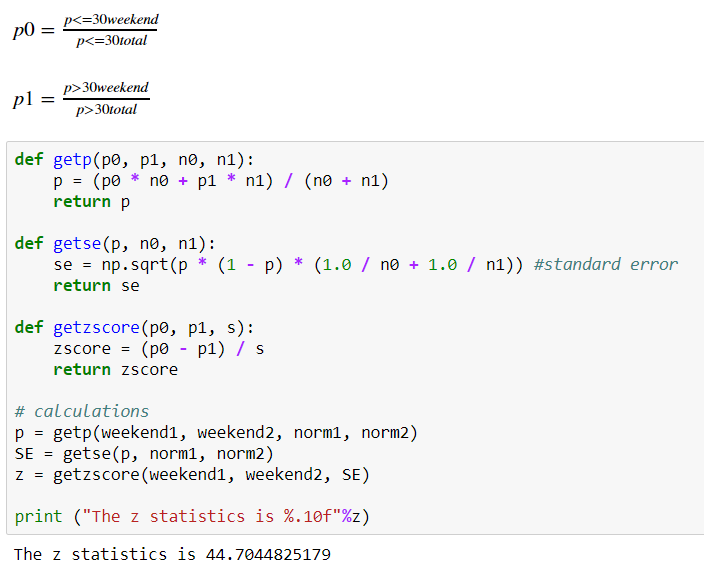 p0 = p<=30weekend / p<=30total
p1 = p>30weekend / p>30total
def getp(p0, p1, n0, n1):
    p = (p0 * n0 + p1 * n1) / (n0 + n1)
    return p
def getse(p, n0, n1):
    se = np.sqrt(p * (1 - p) * (1.0 / n0 + 1.0 / n1)) #standard error
    return se
def getzscore(p0, p1, s):
    zscore = (p0 - p1) / s
    return zscore
# calculations
p = getp(weekend1, weekend2, norm1, norm2)
SE = getse(p, norm1, norm2)
z = getzscore(weekend1, weekend2, SE)
print ("The z statistics is %.10f"%z)
The z statistics is 44.7044825179